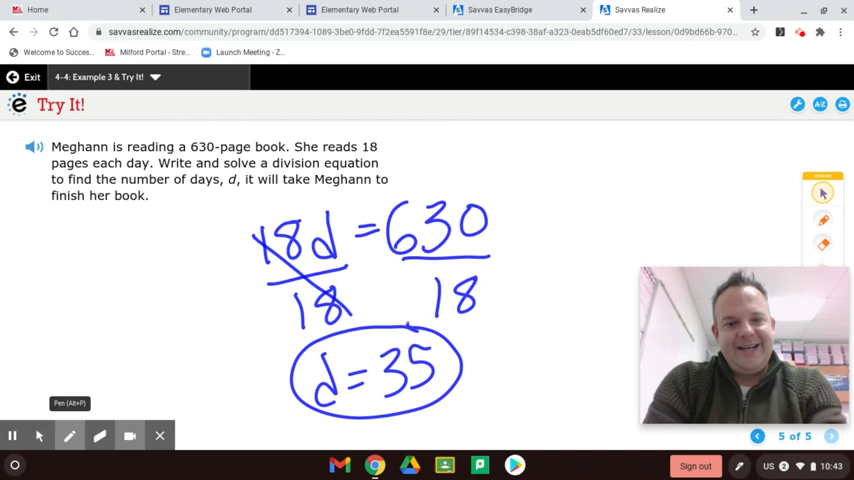 Home
Elementary Web Portal
Elementary Web Portal
Savvas EasyBridge
Savvas Realize
savvasrealize.com/community/program/dd517394-1089-3be0-9fdd-7f2ea5591f8e/29/tier/89f14534-c398-38af-a323-0eab5df60ed7/33/lesson/0d9bd66b-970...
Welcome to Succes...
Milford Portal - Stre...
Launch Meeting - Z...
Exit
4-4: Example 3 & Try It!
e Try It!
A-Z
Meghann is reading a 630-page book. She reads 18
pages each day. Write and solve a division equation
to find the number of days, d, it will take Meghann to
finish her book.
18d = 630
18 18
d = 35
Pen (Alt+P)
5 of 5
Sign out
US 2 10:43